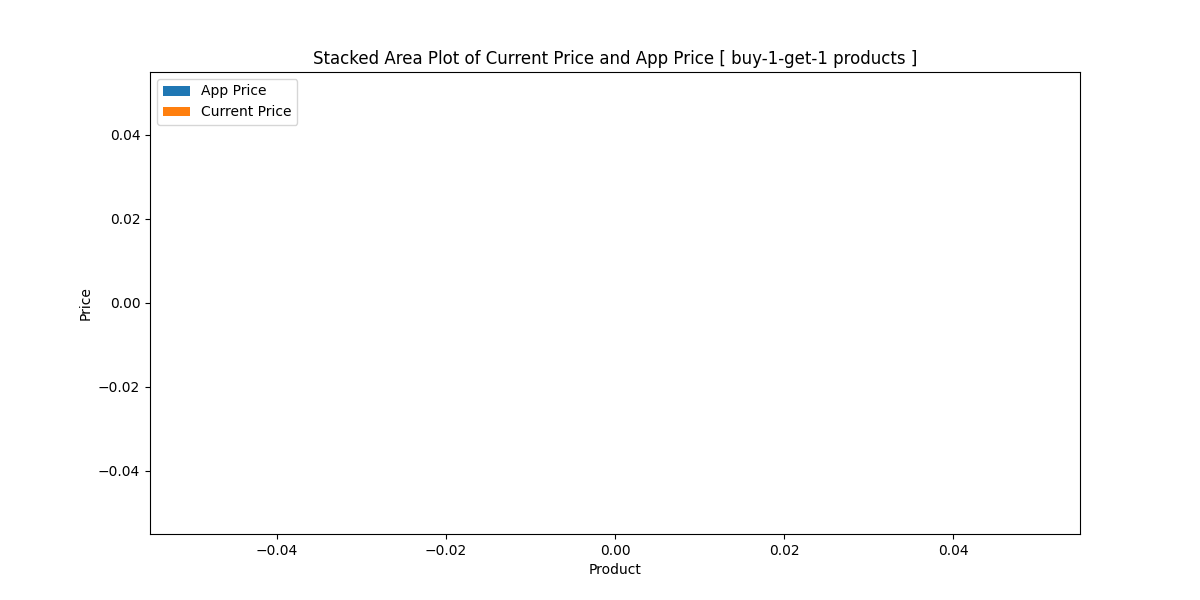 Stacked Area Plot of Current Price and App Price [ buy-1-get-1 products ]
App Price
Current Price
0.04
0.02
0.00
−0.02
−0.04
Price
−0.04
−0.02
0.00
0.02
0.04
Product